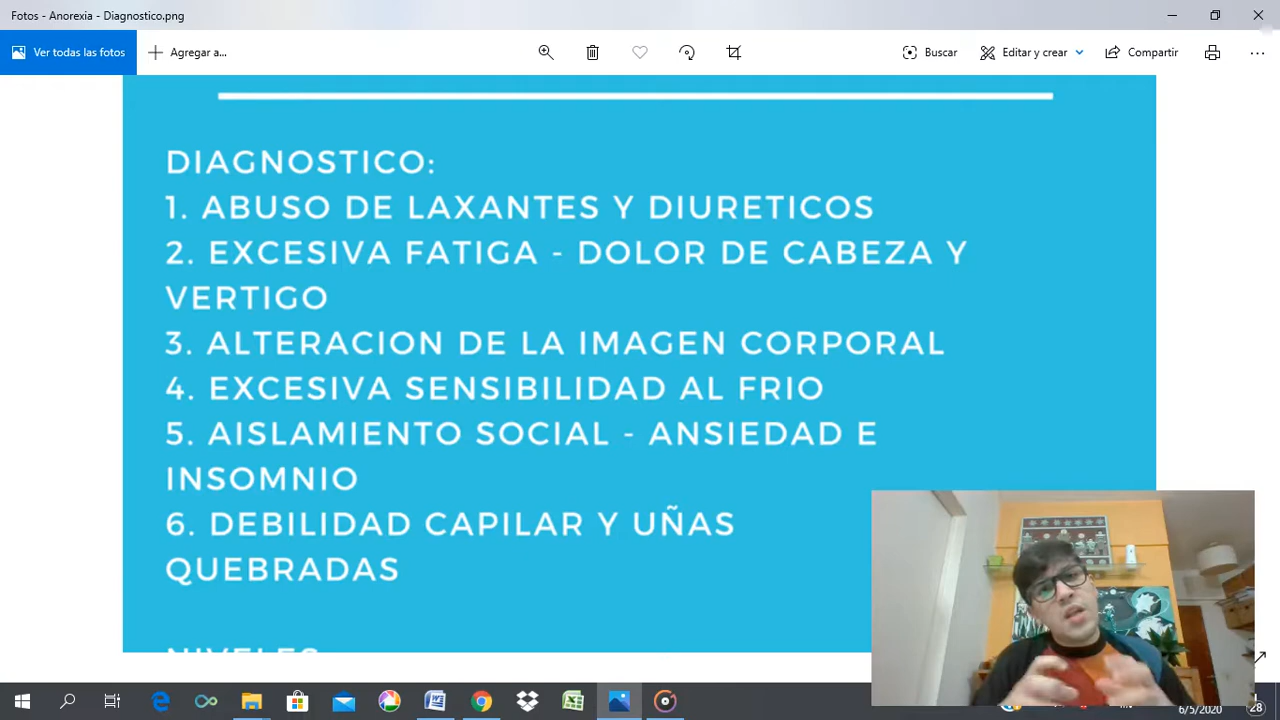 Fotos - Anorexia - Diagnostico.png
Ver todas las fotos
Agregar a...
Buscar
Editar y crear
Compartir
DIAGNOSTICO:
1. ABUSO DE LAXANTES Y DIURETICOS
2. EXCESIVA FATIGA - DOLOR DE CABEZA Y
VERTIGO
3. ALTERACION DE LA IMAGEN CORPORAL
4. EXCESIVA SENSIBILIDAD AL FRIO
5. AISLAMIENTO SOCIAL - ANSIEDAD E
INSOMNIO
6. DEBILIDAD CAPILAR Y UÑAS
QUEBRADAS
NIVELES
6/5/2020
28